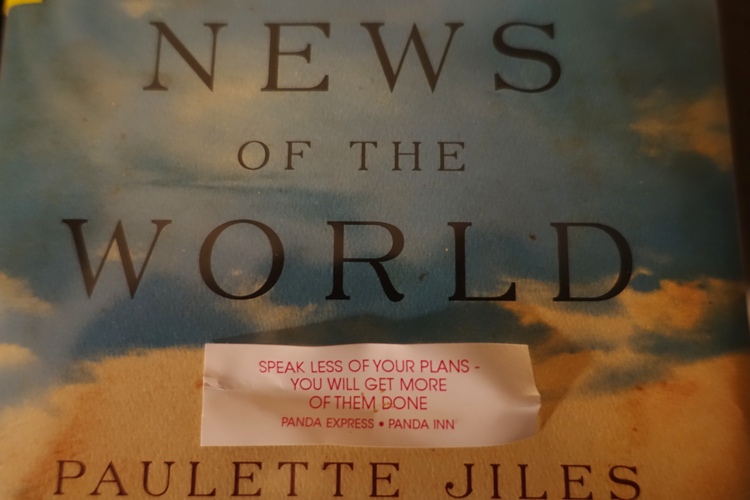 NEWS
OF THE
WORLD
SPEAK LESS OF YOUR PLANS -
YOU WILL GET MORE
OF THEM DONE
PANDA EXPRESS • PANDA INN
PAULETTE JILES